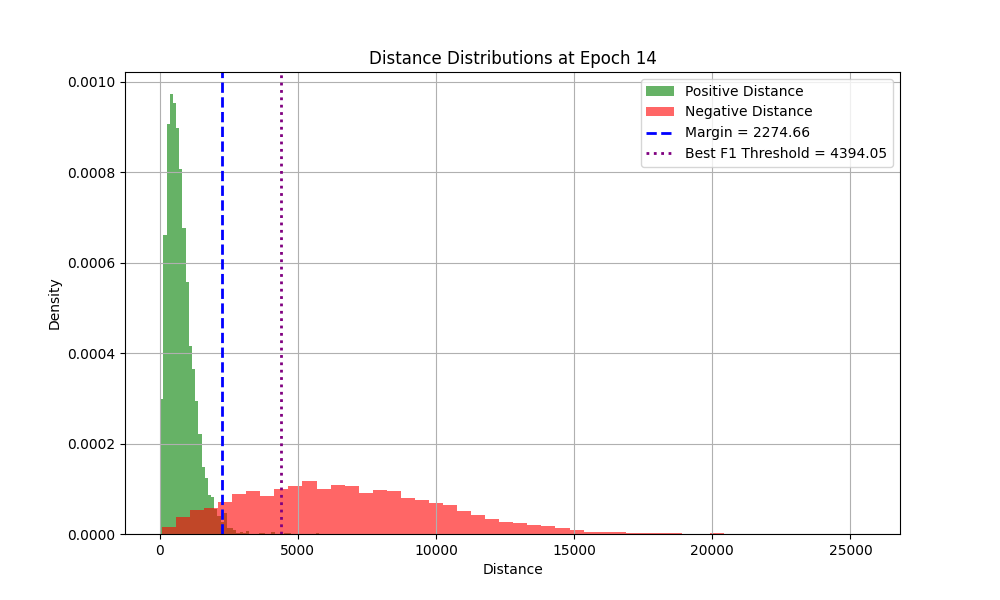 Distance Distributions at Epoch 14
Positive Distance
Negative Distance
Margin = 2274.66
Best F1 Threshold = 4394.05
0.0010
0.0008
0.0006
0.0004
0.0002
0.0000
Density
0 5000 10000 15000 20000 25000
Distance